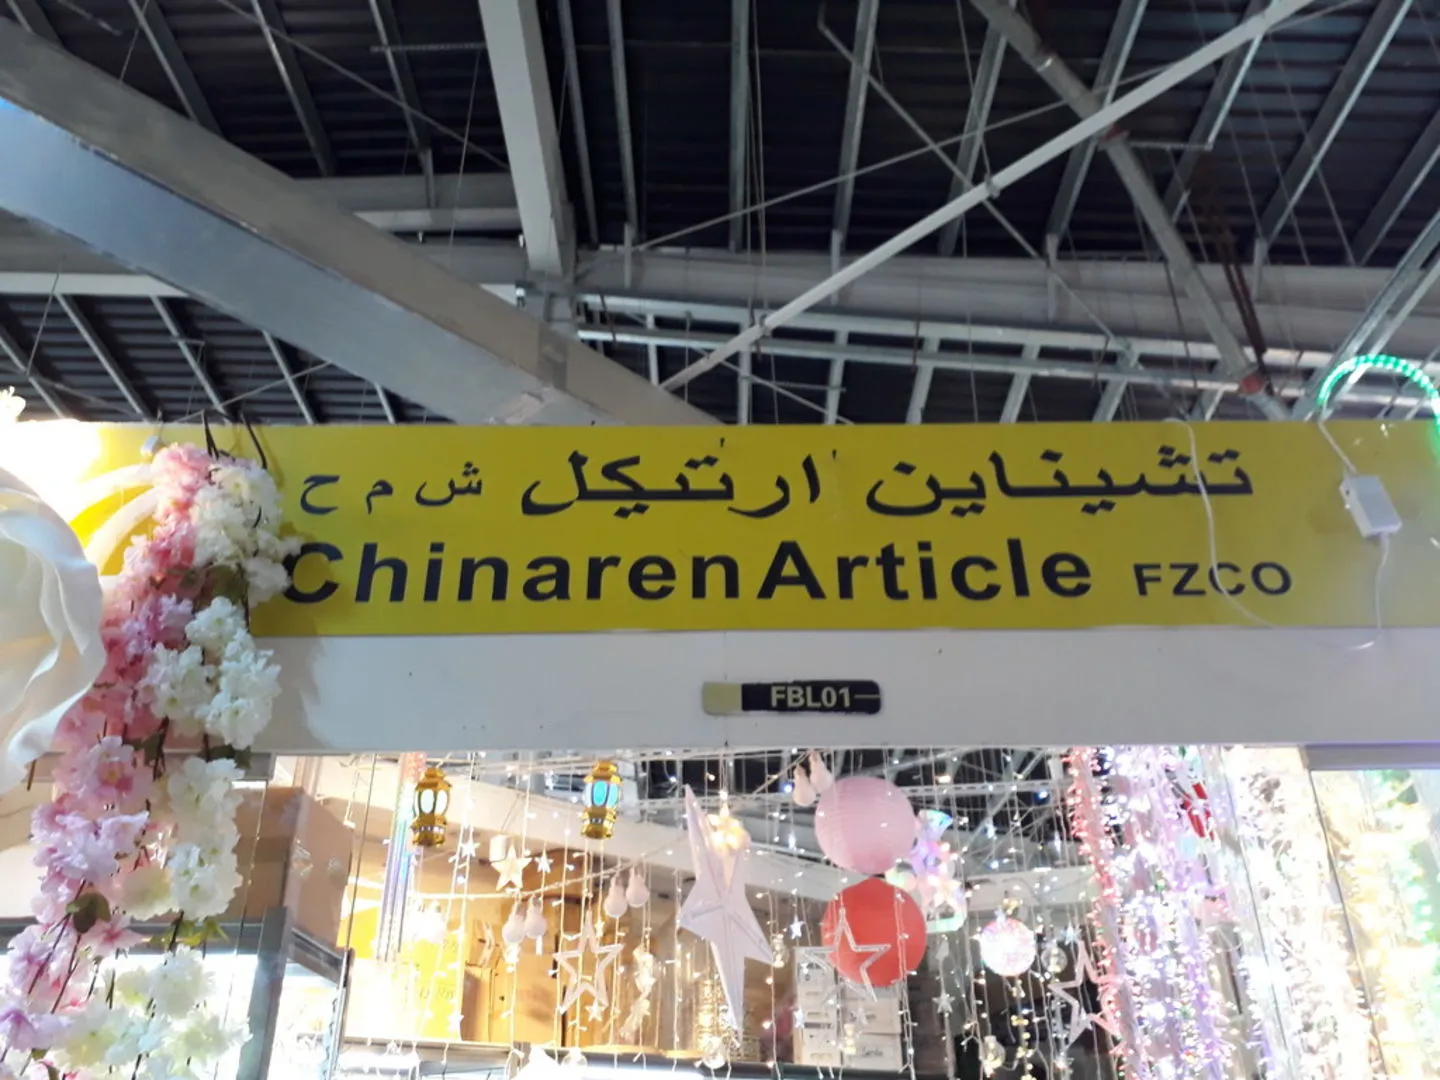 تشيناين ارتيكل ش م ح
ChinarenArticle FZCO
FBL01